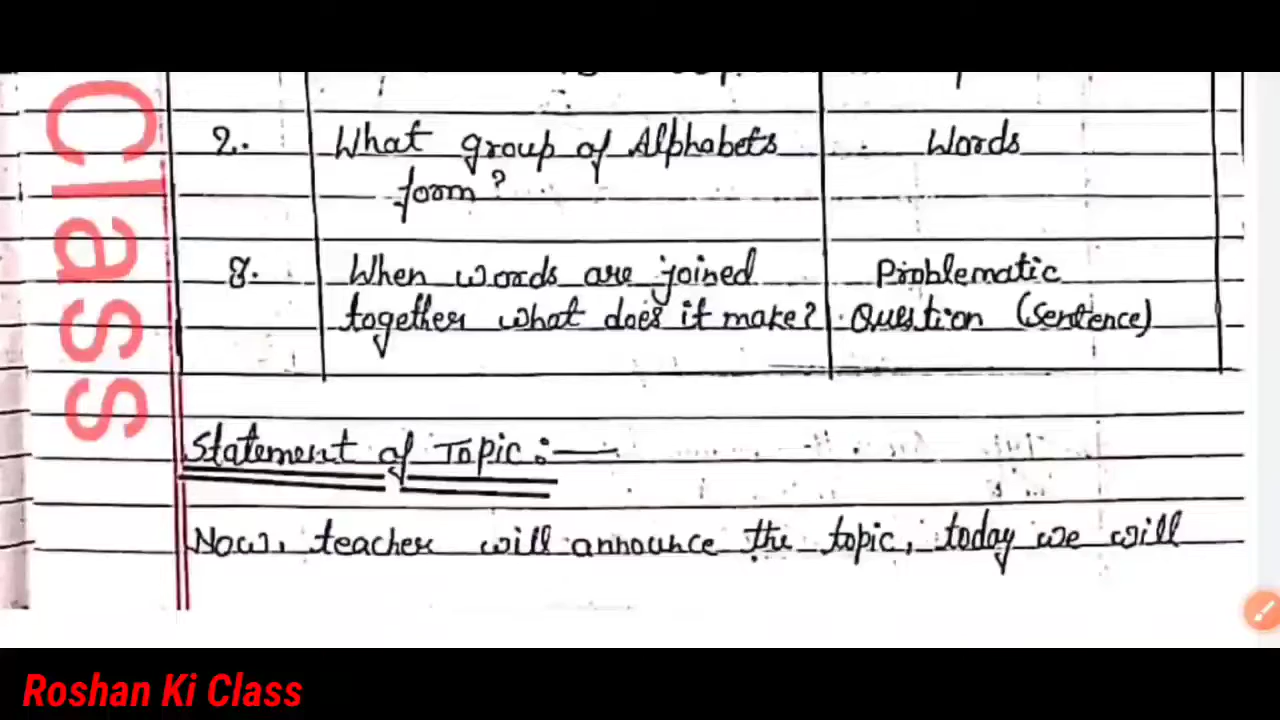 Class
2. What group of Alphabets Words
form?
3. When words are joined Problematic
together what does it make? Question (Sentence)
Statement of Topic :—
Now, teacher will announce the topic, today we will
Roshan Ki Class